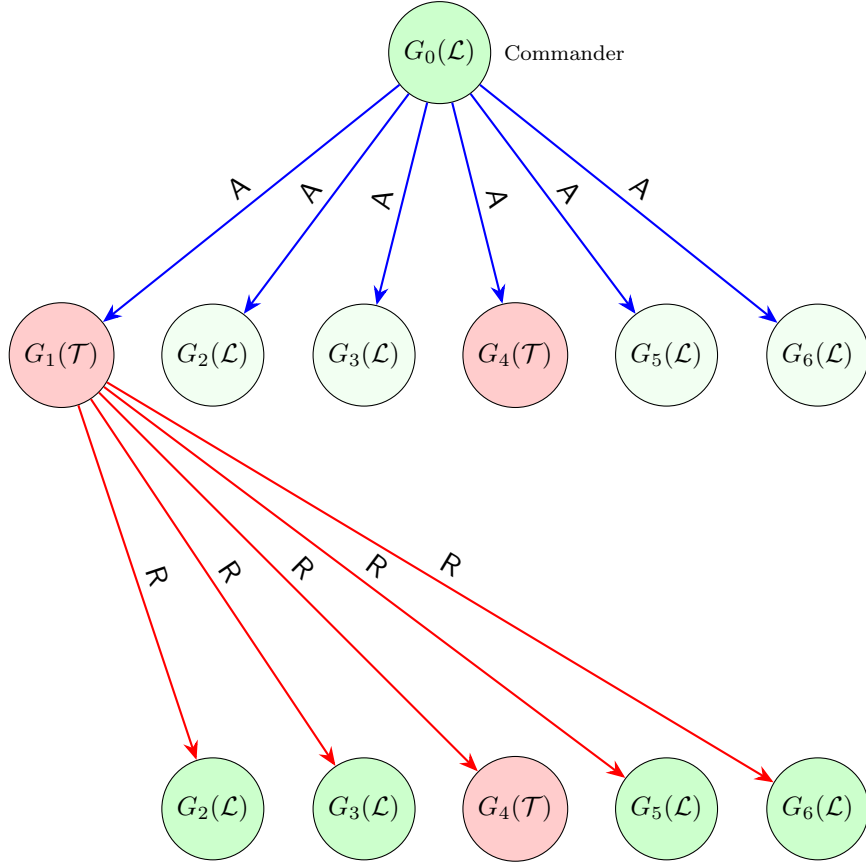 G₀(ℒ) Commander
A A A A A A
G₁(𝒯) G₂(ℒ) G₃(ℒ) G₄(𝒯) G₅(ℒ) G₆(ℒ)
R R R R R
G₂(ℒ) G₃(ℒ) G₄(𝒯) G₅(ℒ) G₆(ℒ)